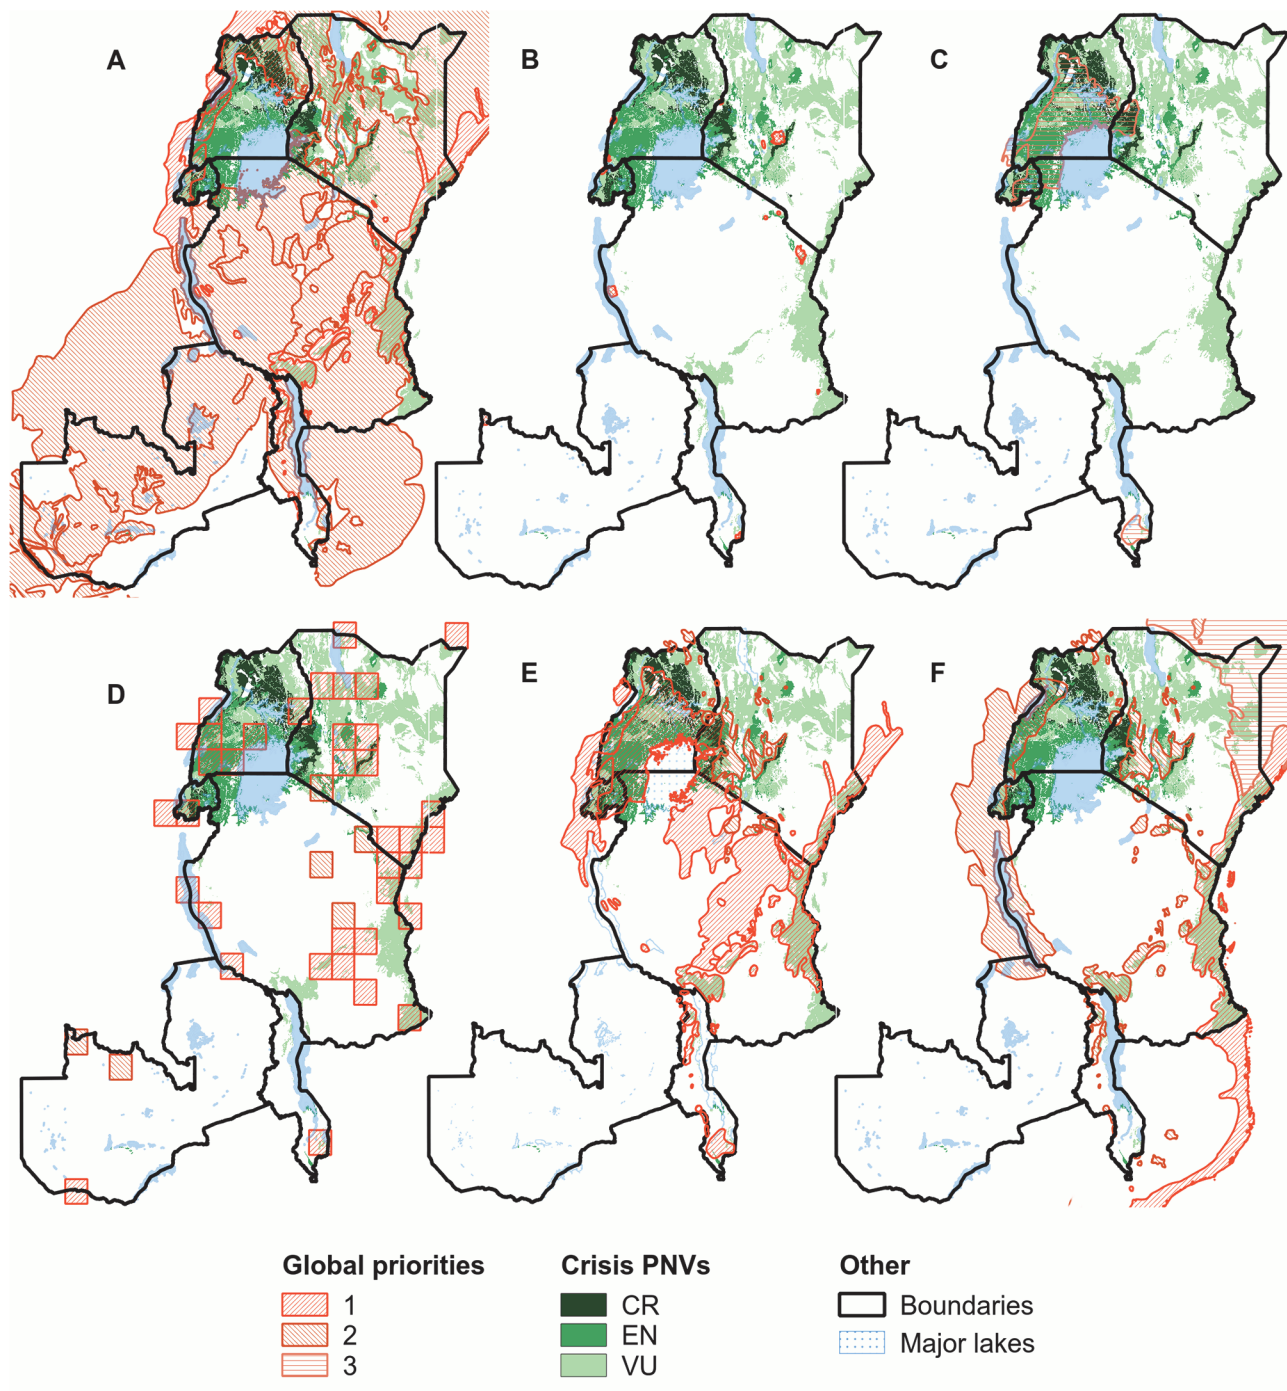 A
B
C
D
E
F
Global priorities
1
2
3
Crisis PNVs
CR
EN
VU
Other
Boundaries
Major lakes